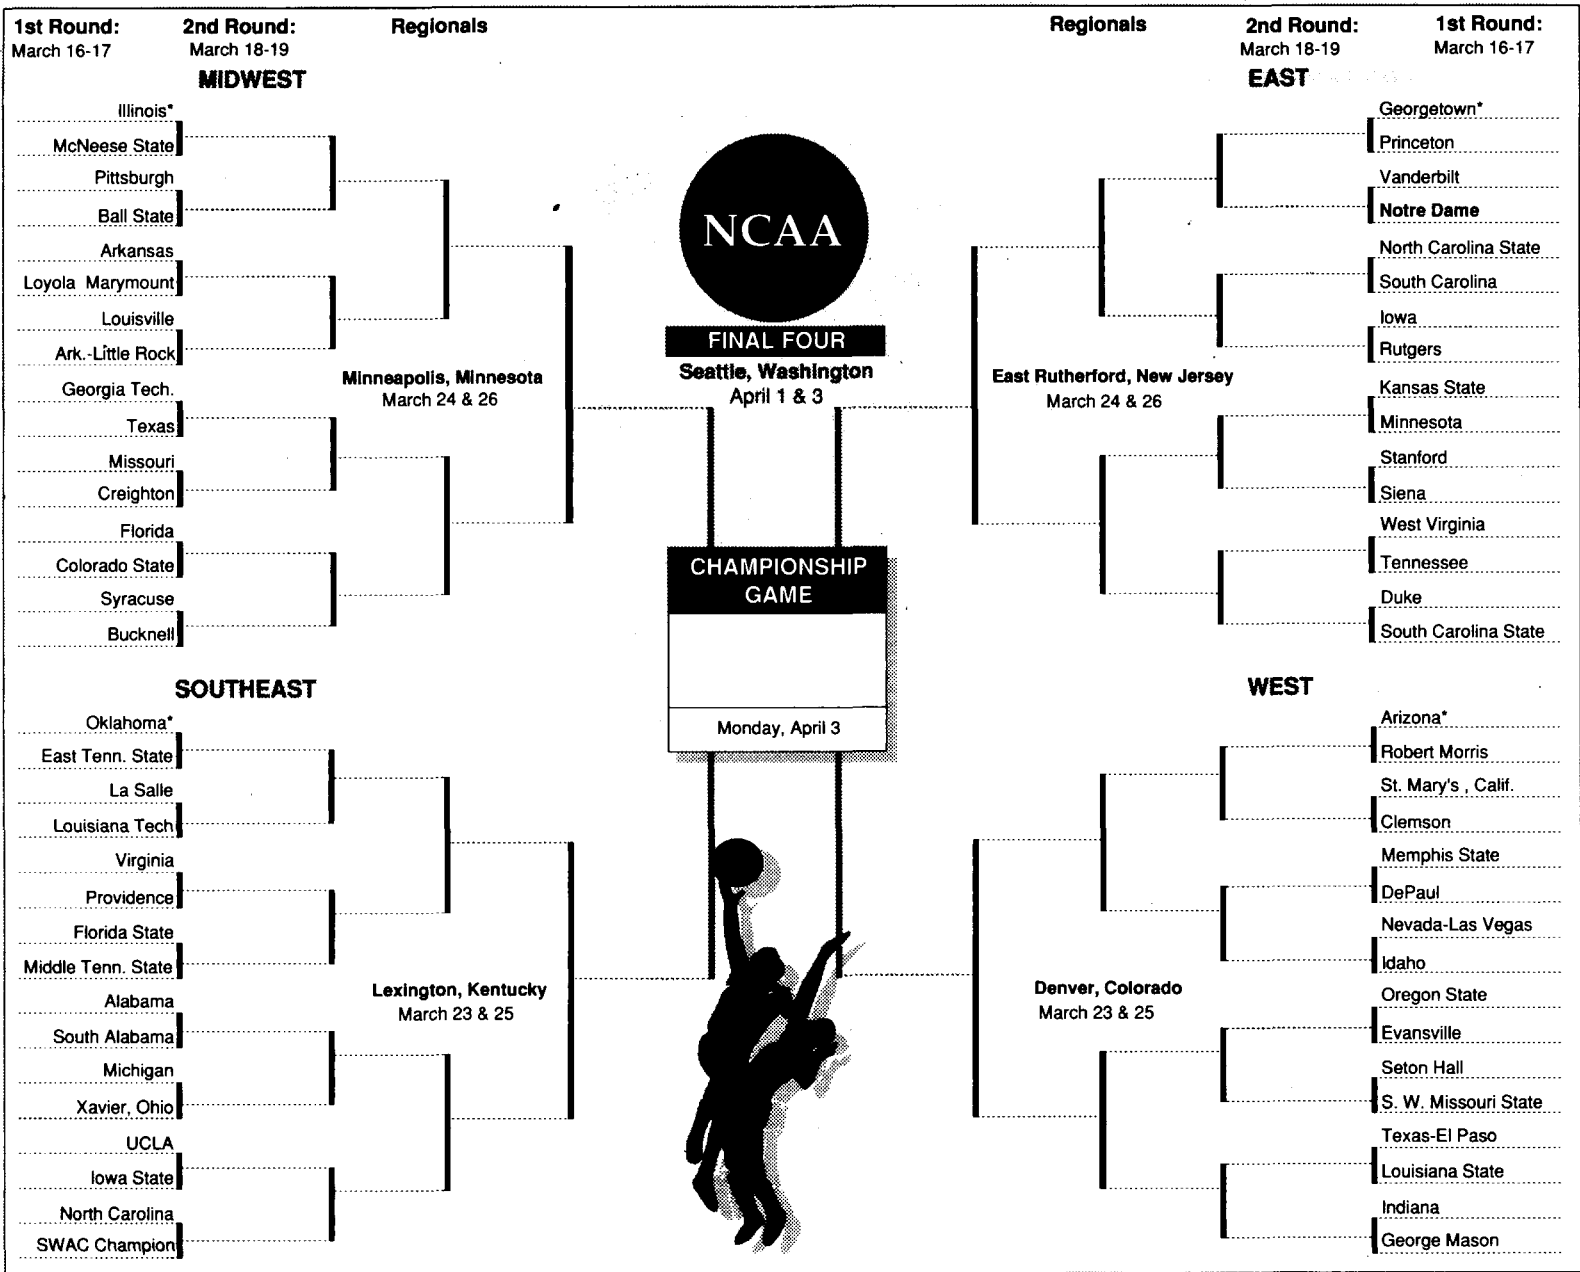 1st Round:
March 16-17
2nd Round:
March 18-19
Regionals
MIDWEST
Illinois*
McNeese State
Pittsburgh
Ball State
Arkansas
Loyola Marymount
Louisville
Ark.-Little Rock
Georgia Tech.
Texas
Missouri
Creighton
Florida
Colorado State
Syracuse
Bucknell
Minneapolis, Minnesota
March 24 & 26
SOUTHEAST
Oklahoma*
East Tenn. State
La Salle
Louisiana Tech
Virginia
Providence
Florida State
Middle Tenn. State
Alabama
South Alabama
Michigan
Xavier, Ohio
UCLA
Iowa State
North Carolina
SWAC Champion
Lexington, Kentucky
March 23 & 25
NCAA
FINAL FOUR
Seattle, Washington
April 1 & 3
CHAMPIONSHIP
GAME
Monday, April 3
Regionals
2nd Round:
March 18-19
1st Round:
March 16-17
EAST
Georgetown*
Princeton
Vanderbilt
Notre Dame
North Carolina State
South Carolina
Iowa
Rutgers
Kansas State
Minnesota
Stanford
Siena
West Virginia
Tennessee
Duke
South Carolina State
East Rutherford, New Jersey
March 24 & 26
WEST
Arizona*
Robert Morris
St. Mary's , Calif.
Clemson
Memphis State
DePaul
Nevada-Las Vegas
Idaho
Oregon State
Evansville
Seton Hall
S. W. Missouri State
Texas-El Paso
Louisiana State
Indiana
George Mason
Denver, Colorado
March 23 & 25